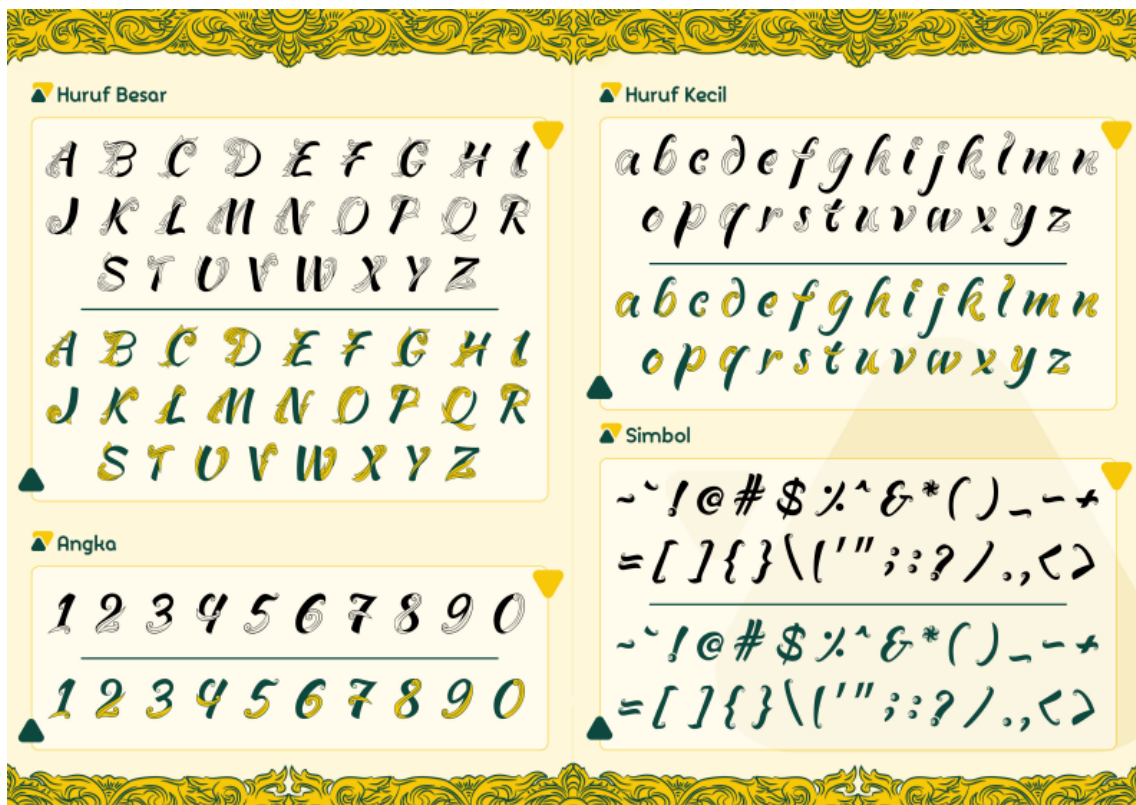 Huruf Besar
A B C D E F G H I
J K L M N O P Q R
S T U V W X Y Z
A B C D E F G H I
J K L M N O P Q R
S T U V W X Y Z
Angka
1 2 3 4 5 6 7 8 9 0
1 2 3 4 5 6 7 8 9 0
Huruf Kecil
a b c d e f g h i j k l m n
o p q r s t u v w x y z
a b c d e f g h i j k l m n
o p q r s t u v w x y z
Simbol
~ ` ! @ # $ % ^ & * ( ) _ - +
= [ ] { } \ | ' " ; : ? / . , < >
~ ` ! @ # $ % ^ & * ( ) _ - +
= [ ] { } \ | ' " ; : ? / . , < >